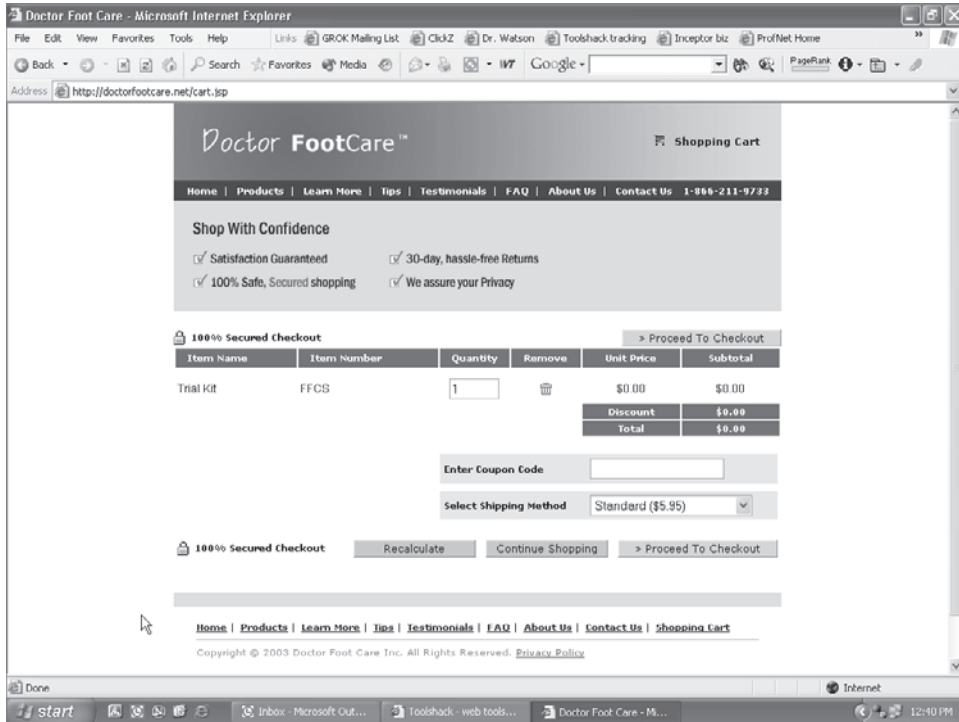 Doctor Foot Care - Microsoft Internet Explorer
File Edit View Favorites Tools Help Links GROK Mailing List ClickZ Dr. Watson Toolshack tracking Inceptor biz ProfNet Home »
Back Search Favorites Media Google PageRank
Address http://doctorfootcare.net/cart.jsp
Doctor FootCare™ Shopping Cart
Home | Products | Learn More | Tips | Testimonials | FAQ | About Us | Contact Us 1-866-211-9733
Shop With Confidence
Satisfaction Guaranteed 30-day, hassle-free Returns
100% Safe, Secured shopping We assure your Privacy
100% Secured Checkout » Proceed To Checkout
Item Name Item Number Quantity Remove Unit Price Subtotal
Trial Kit FFCS 1 $0.00 $0.00
Discount $0.00
Total $0.00
Enter Coupon Code
Select Shipping Method Standard ($5.95)
100% Secured Checkout Recalculate Continue Shopping » Proceed To Checkout
Home | Products | Learn More | Tips | Testimonials | FAQ | About Us | Contact Us | Shopping Cart
Copyright © 2003 Doctor Foot Care Inc. All Rights Reserved. Privacy Policy
Done Internet
start Inbox - Microsoft Out... Toolshack - web tools... Doctor Foot Care - Mi... 12:40 PM